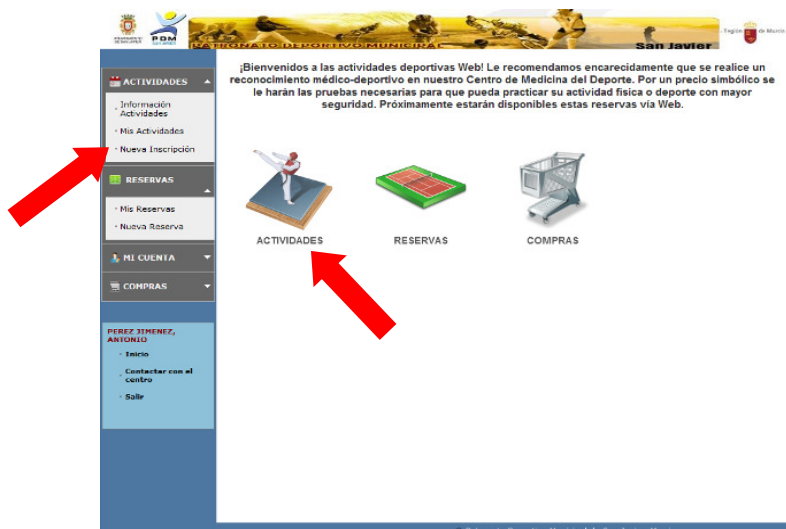 PDM
PATRONATO DEPORTIVO MUNICIPAL
San Javier
Región de Murcia
ACTIVIDADES
Información
Actividades
Mis Actividades
Nueva Inscripción
RESERVAS
Mis Reservas
Nueva Reserva
MI CUENTA
COMPRAS
PEREZ JIMENEZ,
ANTONIO
Inicio
Contactar con el
centro
Salir
¡Bienvenidos a las actividades deportivas Web! Le recomendamos encarecidamente que se realice un
reconocimiento médico-deportivo en nuestro Centro de Medicina del Deporte. Por un precio simbólico se
le harán las pruebas necesarias para que pueda practicar su actividad física o deporte con mayor
seguridad. Próximamente estarán disponibles estas reservas vía Web.
ACTIVIDADES
RESERVAS
COMPRAS